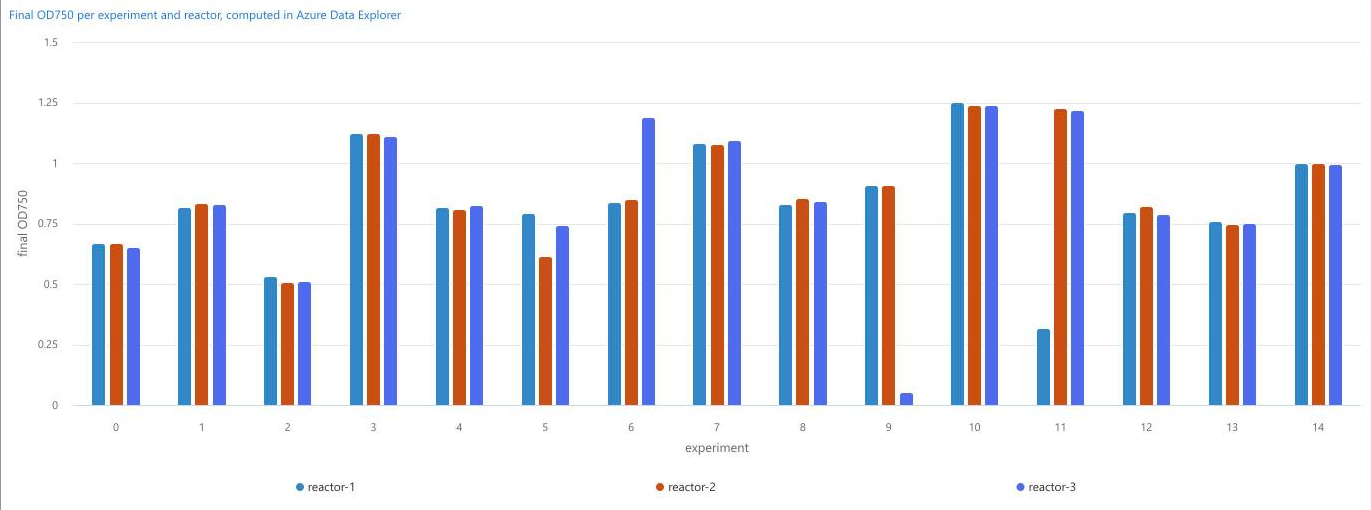 Final OD750 per experiment and reactor, computed in Azure Data Explorer
1.5
1.25
1
0.75
0.5
0.25
0
final OD750
0 1 2 3 4 5 6 7 8 9 10 11 12 13 14
experiment
reactor-1 reactor-2 reactor-3